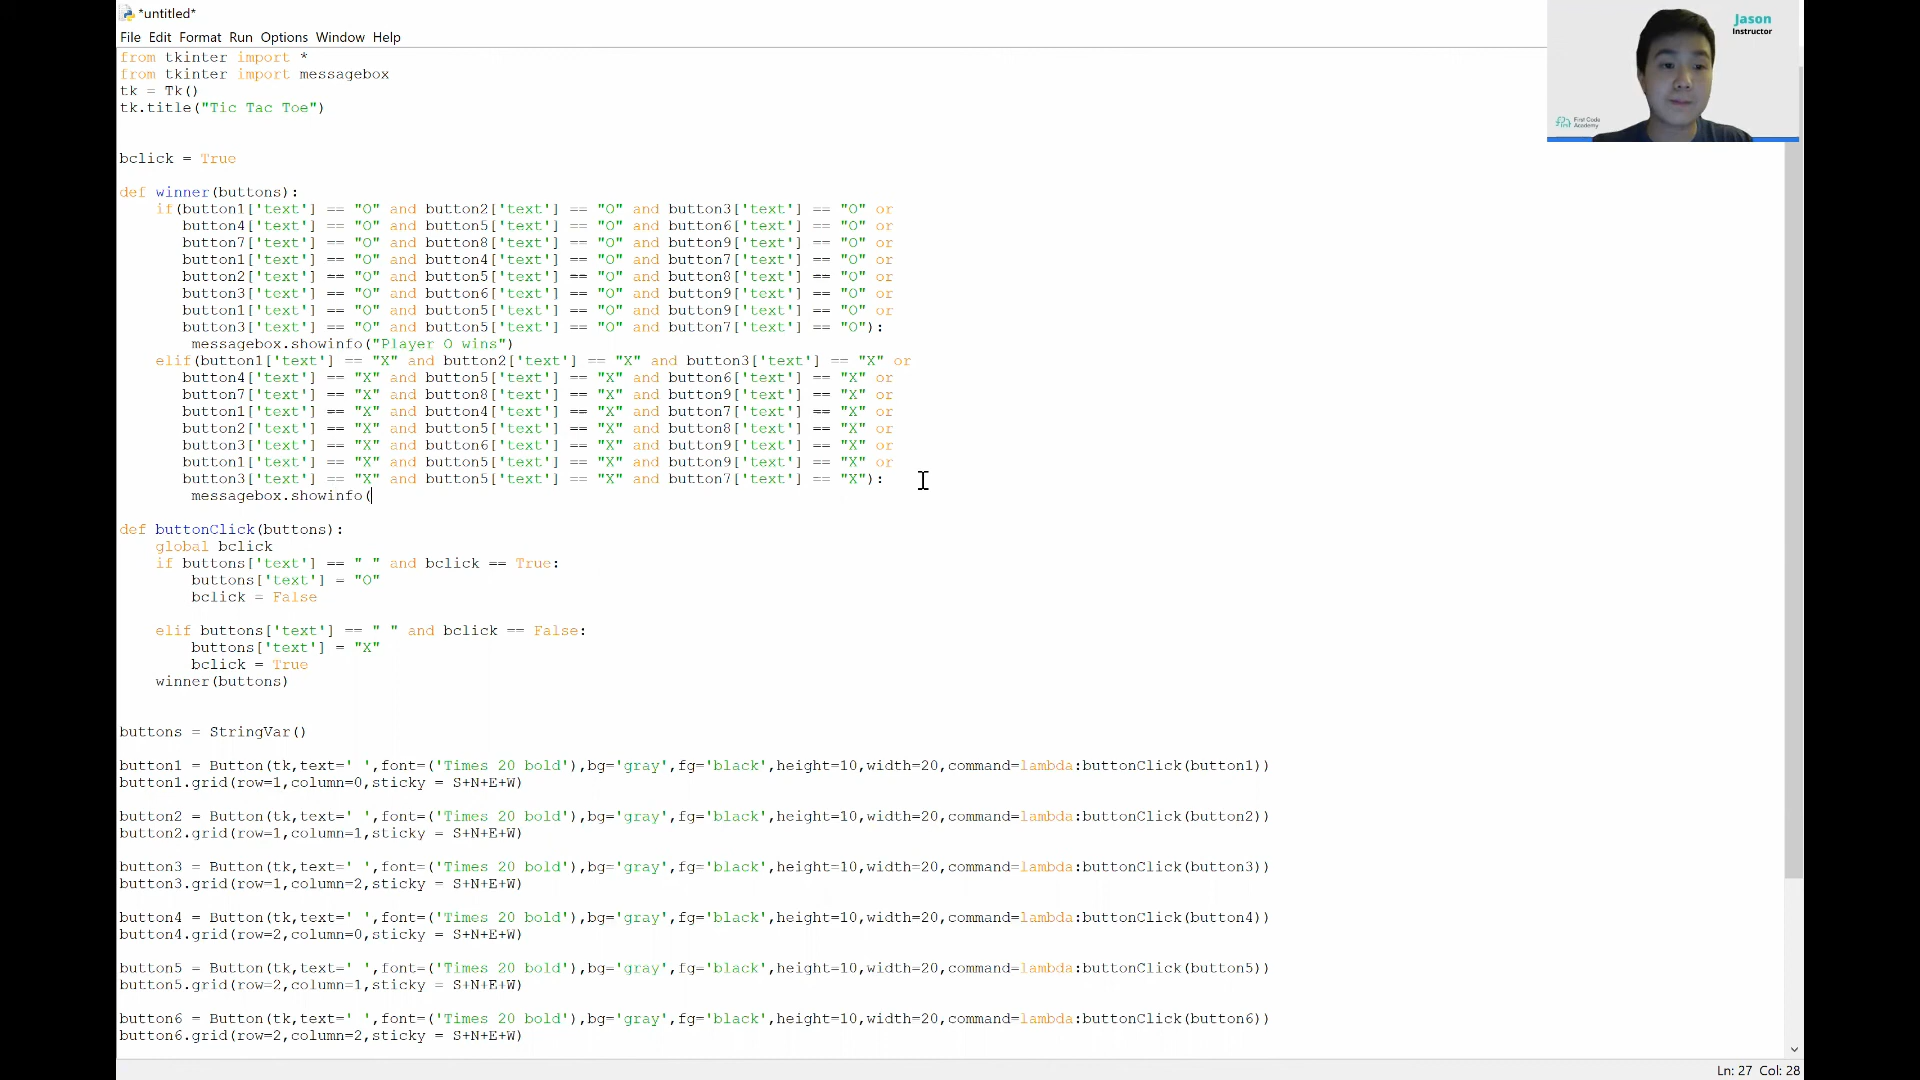 *untitled*
File Edit Format Run Options Window Help
Jason
Instructor
First Code
Academy
from tkinter import *
from tkinter import messagebox
tk = Tk()
tk.title("Tic Tac Toe")
bclick = True
def winner(buttons):
if(button1['text'] == "O" and button2['text'] == "O" and button3['text'] == "O" or
button4['text'] == "O" and button5['text'] == "O" and button6['text'] == "O" or
button7['text'] == "O" and button8['text'] == "O" and button9['text'] == "O" or
button1['text'] == "O" and button4['text'] == "O" and button7['text'] == "O" or
button2['text'] == "O" and button5['text'] == "O" and button8['text'] == "O" or
button3['text'] == "O" and button6['text'] == "O" and button9['text'] == "O" or
button1['text'] == "O" and button5['text'] == "O" and button9['text'] == "O" or
button3['text'] == "O" and button5['text'] == "O" and button7['text'] == "O"):
messagebox.showinfo("Player O wins")
elif(button1['text'] == "X" and button2['text'] == "X" and button3['text'] == "X" or
button4['text'] == "X" and button5['text'] == "X" and button6['text'] == "X" or
button7['text'] == "X" and button8['text'] == "X" and button9['text'] == "X" or
button1['text'] == "X" and button4['text'] == "X" and button7['text'] == "X" or
button2['text'] == "X" and button5['text'] == "X" and button8['text'] == "X" or
button3['text'] == "X" and button6['text'] == "X" and button9['text'] == "X" or
button1['text'] == "X" and button5['text'] == "X" and button9['text'] == "X" or
button3['text'] == "X" and button5['text'] == "X" and button7['text'] == "X"):
messagebox.showinfo(
def buttonClick(buttons):
global bclick
if buttons['text'] == " " and bclick == True:
buttons['text'] = "O"
bclick = False
elif buttons['text'] == " " and bclick == False:
buttons['text'] = "X"
bclick = True
winner(buttons)
buttons = StringVar()
button1 = Button(tk,text=' ',font=('Times 20 bold'),bg='gray',fg='black',height=10,width=20,command=lambda:buttonClick(button1))
button1.grid(row=1,column=0,sticky = S+N+E+W)
button2 = Button(tk,text=' ',font=('Times 20 bold'),bg='gray',fg='black',height=10,width=20,command=lambda:buttonClick(button2))
button2.grid(row=1,column=1,sticky = S+N+E+W)
button3 = Button(tk,text=' ',font=('Times 20 bold'),bg='gray',fg='black',height=10,width=20,command=lambda:buttonClick(button3))
button3.grid(row=1,column=2,sticky = S+N+E+W)
button4 = Button(tk,text=' ',font=('Times 20 bold'),bg='gray',fg='black',height=10,width=20,command=lambda:buttonClick(button4))
button4.grid(row=2,column=0,sticky = S+N+E+W)
button5 = Button(tk,text=' ',font=('Times 20 bold'),bg='gray',fg='black',height=10,width=20,command=lambda:buttonClick(button5))
button5.grid(row=2,column=1,sticky = S+N+E+W)
button6 = Button(tk,text=' ',font=('Times 20 bold'),bg='gray',fg='black',height=10,width=20,command=lambda:buttonClick(button6))
button6.grid(row=2,column=2,sticky = S+N+E+W)
Ln: 27 Col: 28